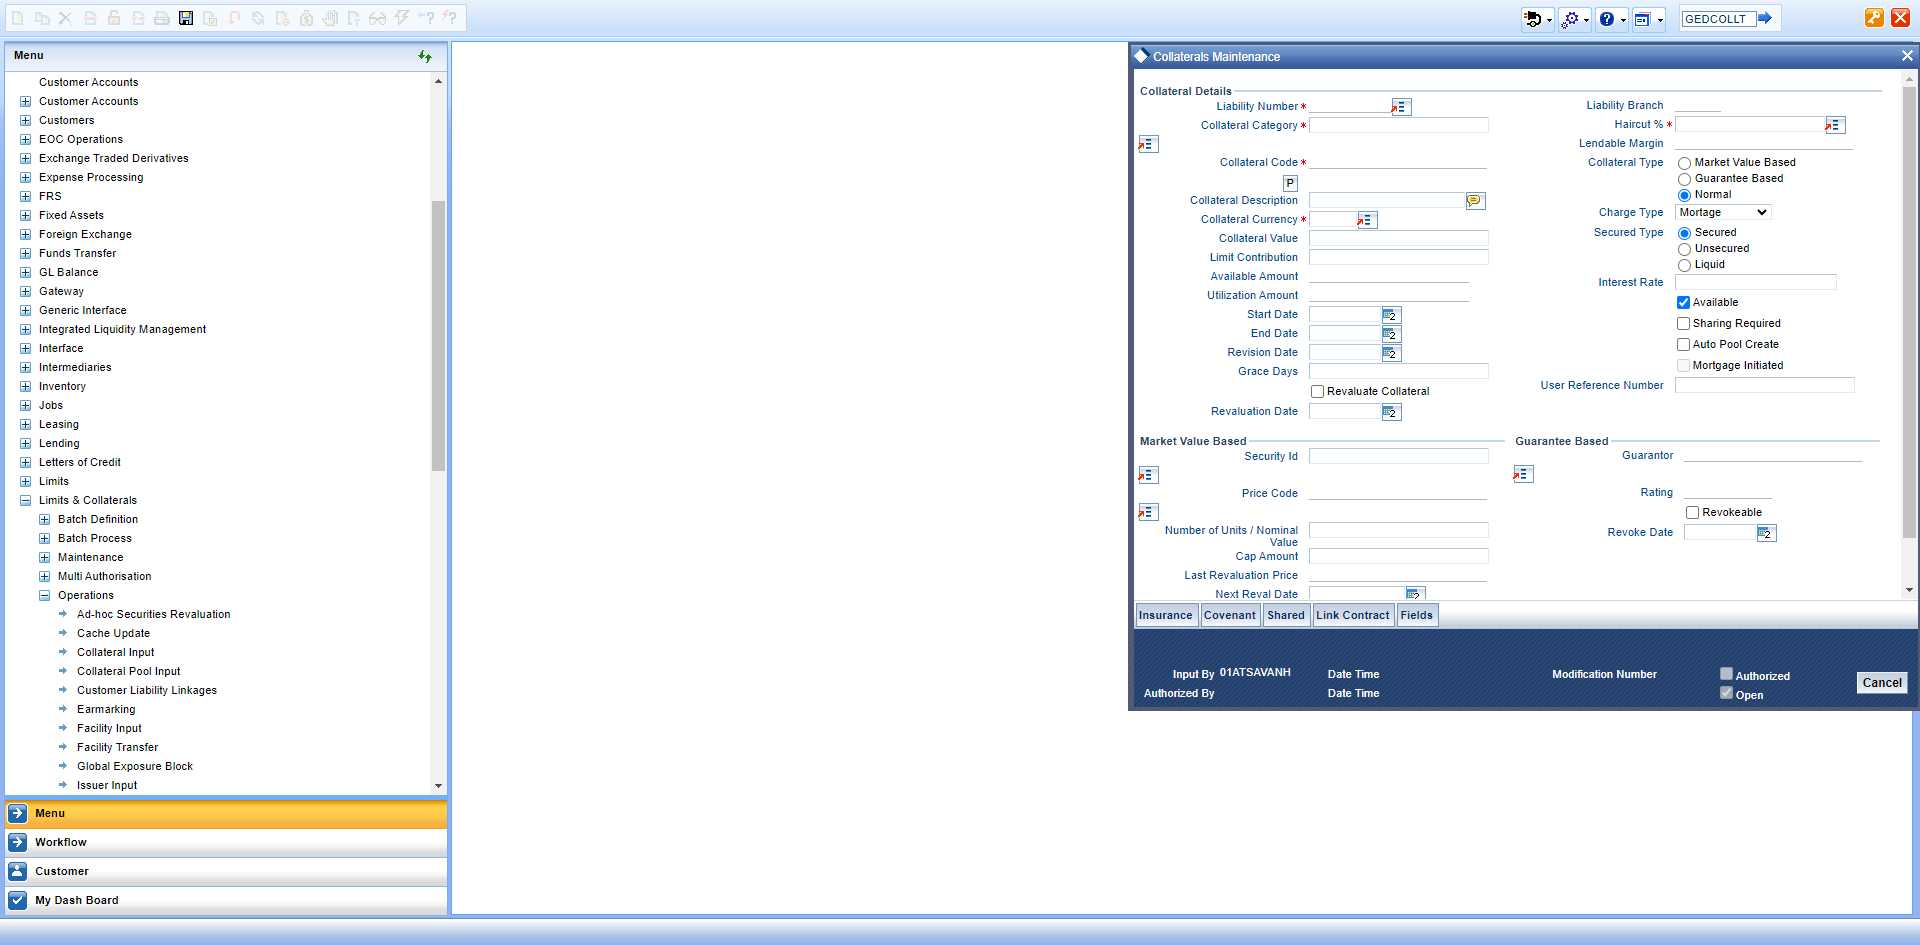 GEDCOLLT
Menu
Customer Accounts
Customer Accounts
Customers
EOC Operations
Exchange Traded Derivatives
Expense Processing
FRS
Fixed Assets
Foreign Exchange
Funds Transfer
GL Balance
Gateway
Generic Interface
Integrated Liquidity Management
Interface
Intermediaries
Inventory
Jobs
Leasing
Lending
Letters of Credit
Limits
Limits & Collaterals
Batch Definition
Batch Process
Maintenance
Multi Authorisation
Operations
Ad-hoc Securities Revaluation
Cache Update
Collateral Input
Collateral Pool Input
Customer Liability Linkages
Earmarking
Facility Input
Facility Transfer
Global Exposure Block
Issuer Input
Menu
Workflow
Customer
My Dash Board
Collaterals Maintenance
Collateral Details
Liability Number *
Collateral Category *
Collateral Code *
P
Collateral Description
Collateral Currency *
Collateral Value
Limit Contribution
Available Amount
Utilization Amount
Start Date
End Date
Revision Date
Grace Days
Revaluate Collateral
Revaluation Date
Liability Branch
Haircut % *
Lendable Margin
Collateral Type
Market Value Based
Guarantee Based
Normal
Charge Type
Mortage
Secured Type
Secured
Unsecured
Liquid
Interest Rate
Available
Sharing Required
Auto Pool Create
Mortgage Initiated
User Reference Number
Market Value Based
Security Id
Price Code
Number of Units / Nominal
Value
Cap Amount
Last Revaluation Price
Next Reval Date
Guarantee Based
Guarantor
Rating
Revokeable
Revoke Date
Insurance
Covenant
Shared
Link Contract
Fields
Input By 01ATSAVANH
Date Time
Modification Number
Authorized
Authorized By
Date Time
Open
Cancel